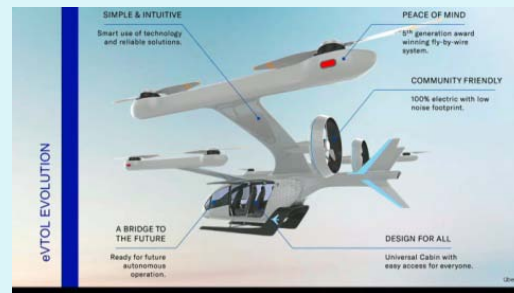 SIMPLE & INTUITIVE
Smart use of technology
and reliable solutions.
PEACE OF MIND
5th generation award
winning fly-by-wire
system.
COMMUNITY FRIENDLY
100% electric with low
noise footprint.
eVTOL EVOLUTION
A BRIDGE TO
THE FUTURE
Ready for future
autonomous
operation.
DESIGN FOR ALL
Universal Cabin with
easy access for everyone.